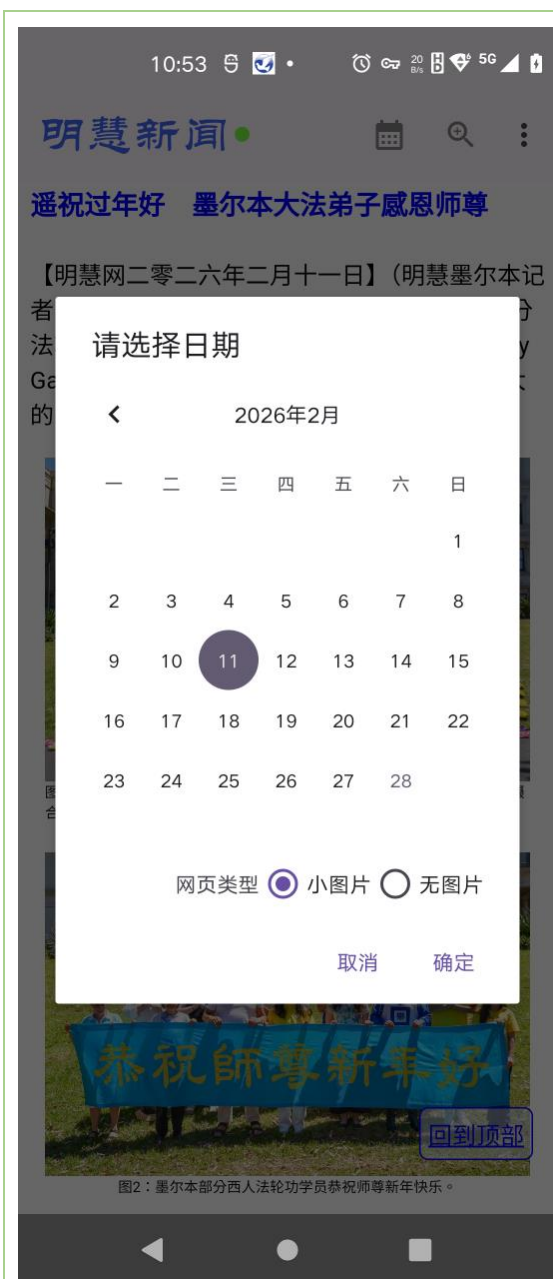 10:53
20 B/s
HD
6
5G
明慧新闻
遥祝过年好 墨尔本大法弟子感恩师尊
【明慧网二零二六年二月十一日】(明慧墨尔本记
者
法
y
Ga
的
请选择日期
2026年2月
一 二 三 四 五 六 日
1
2 3 4 5 6 7 8
9 10 11 12 13 14 15
16 17 18 19 20 21 22
23 24 25 26 27 28
网页类型 小图片 无图片
取消 确定
恭祝師尊新年好
回到顶部
图2:墨尔本部分西人法轮功学员恭祝师尊新年快乐。